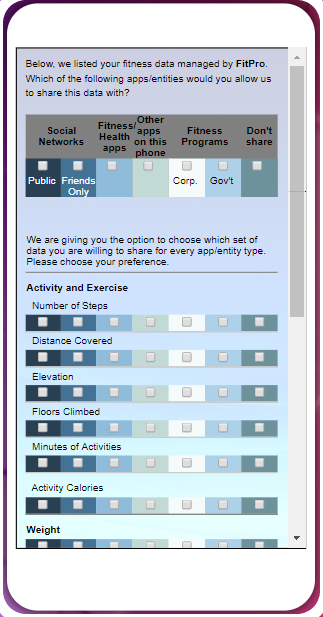 Below, we listed your fitness data managed by FitPro.
Which of the following apps/entities would you allow us
to share this data with?
Social Networks
Fitness/ Health apps
Other apps on this phone
Fitness Programs
Don't share
Public
Friends Only
Corp.
Gov't
We are giving you the option to choose which set of
data you are willing to share for every app/entity type.
Please choose your preference.
Activity and Exercise
Number of Steps
Distance Covered
Elevation
Floors Climbed
Minutes of Activities
Activity Calories
Weight